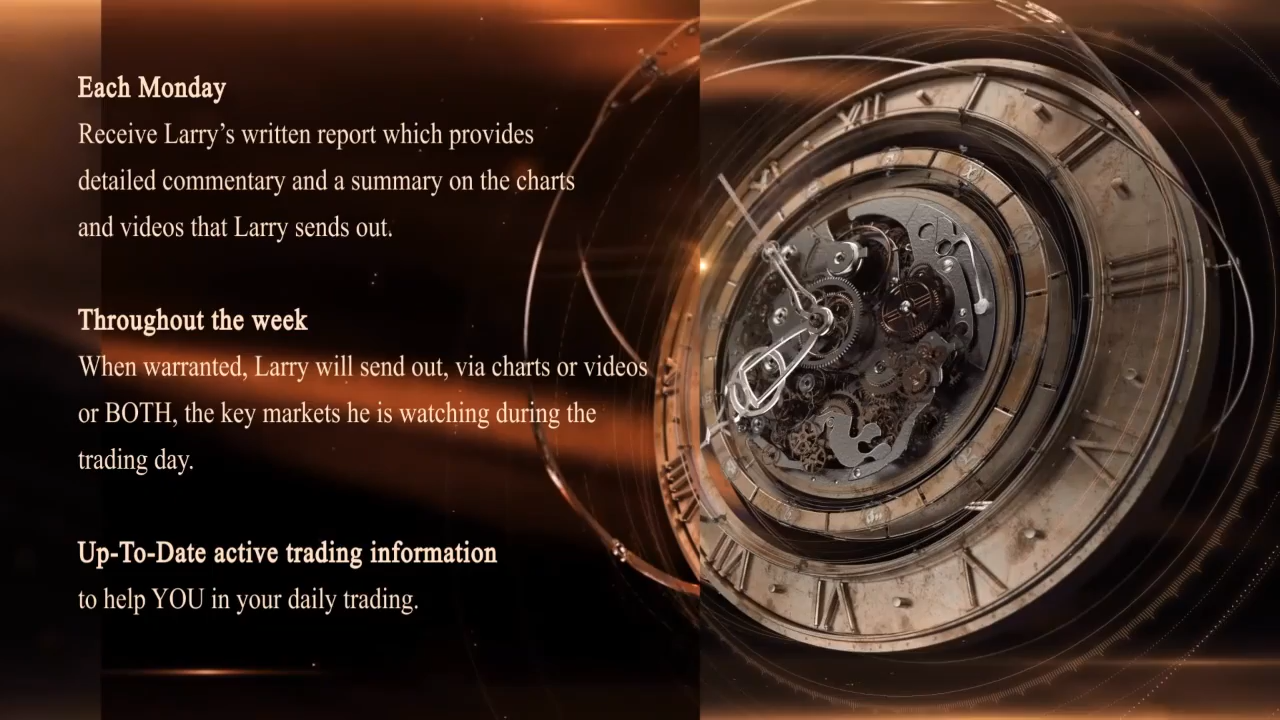 Each Monday
Receive Larry’s written report which provides
detailed commentary and a summary on the charts
and videos that Larry sends out.
Throughout the week
When warranted, Larry will send out, via charts or videos
or BOTH, the key markets he is watching during the
trading day.
Up-To-Date active trading information
to help YOU in your daily trading.